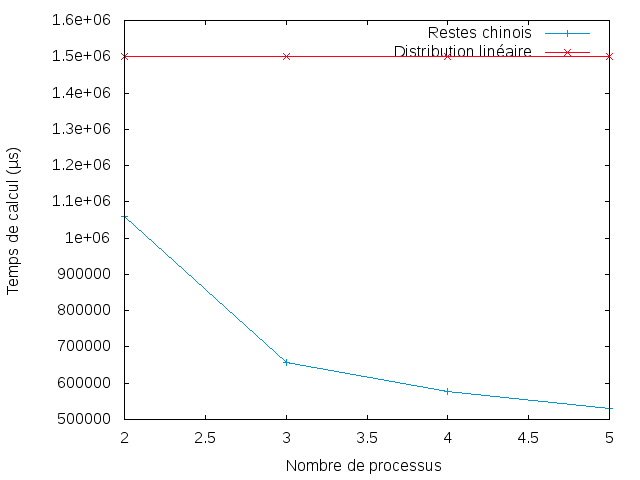 1.6e+06
Restes chinois
1.5e+06
Distribution linéaire
1.4e+06
1.3e+06
1.2e+06
1.1e+06
1e+06
900000
800000
700000
600000
500000
Temps de calcul (µs)
2 2.5 3 3.5 4 4.5 5
Nombre de processus